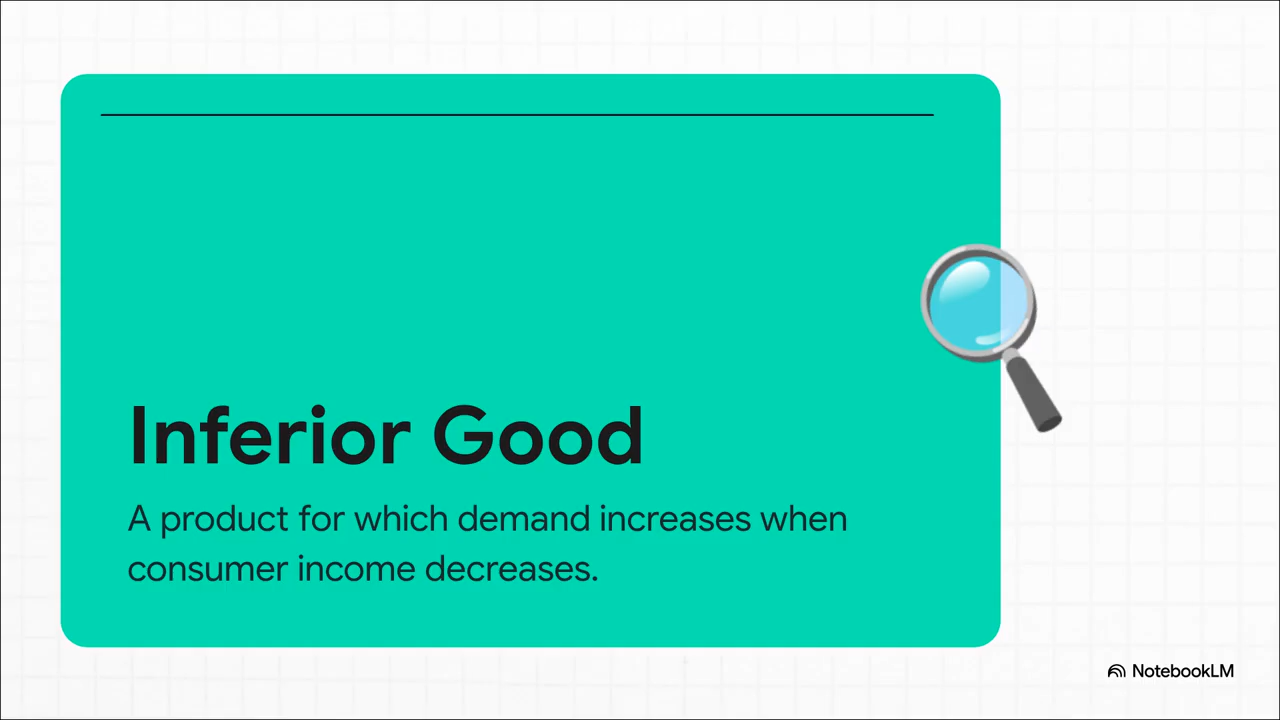 Inferior Good
A product for which demand increases when
consumer income decreases.
NotebookLM